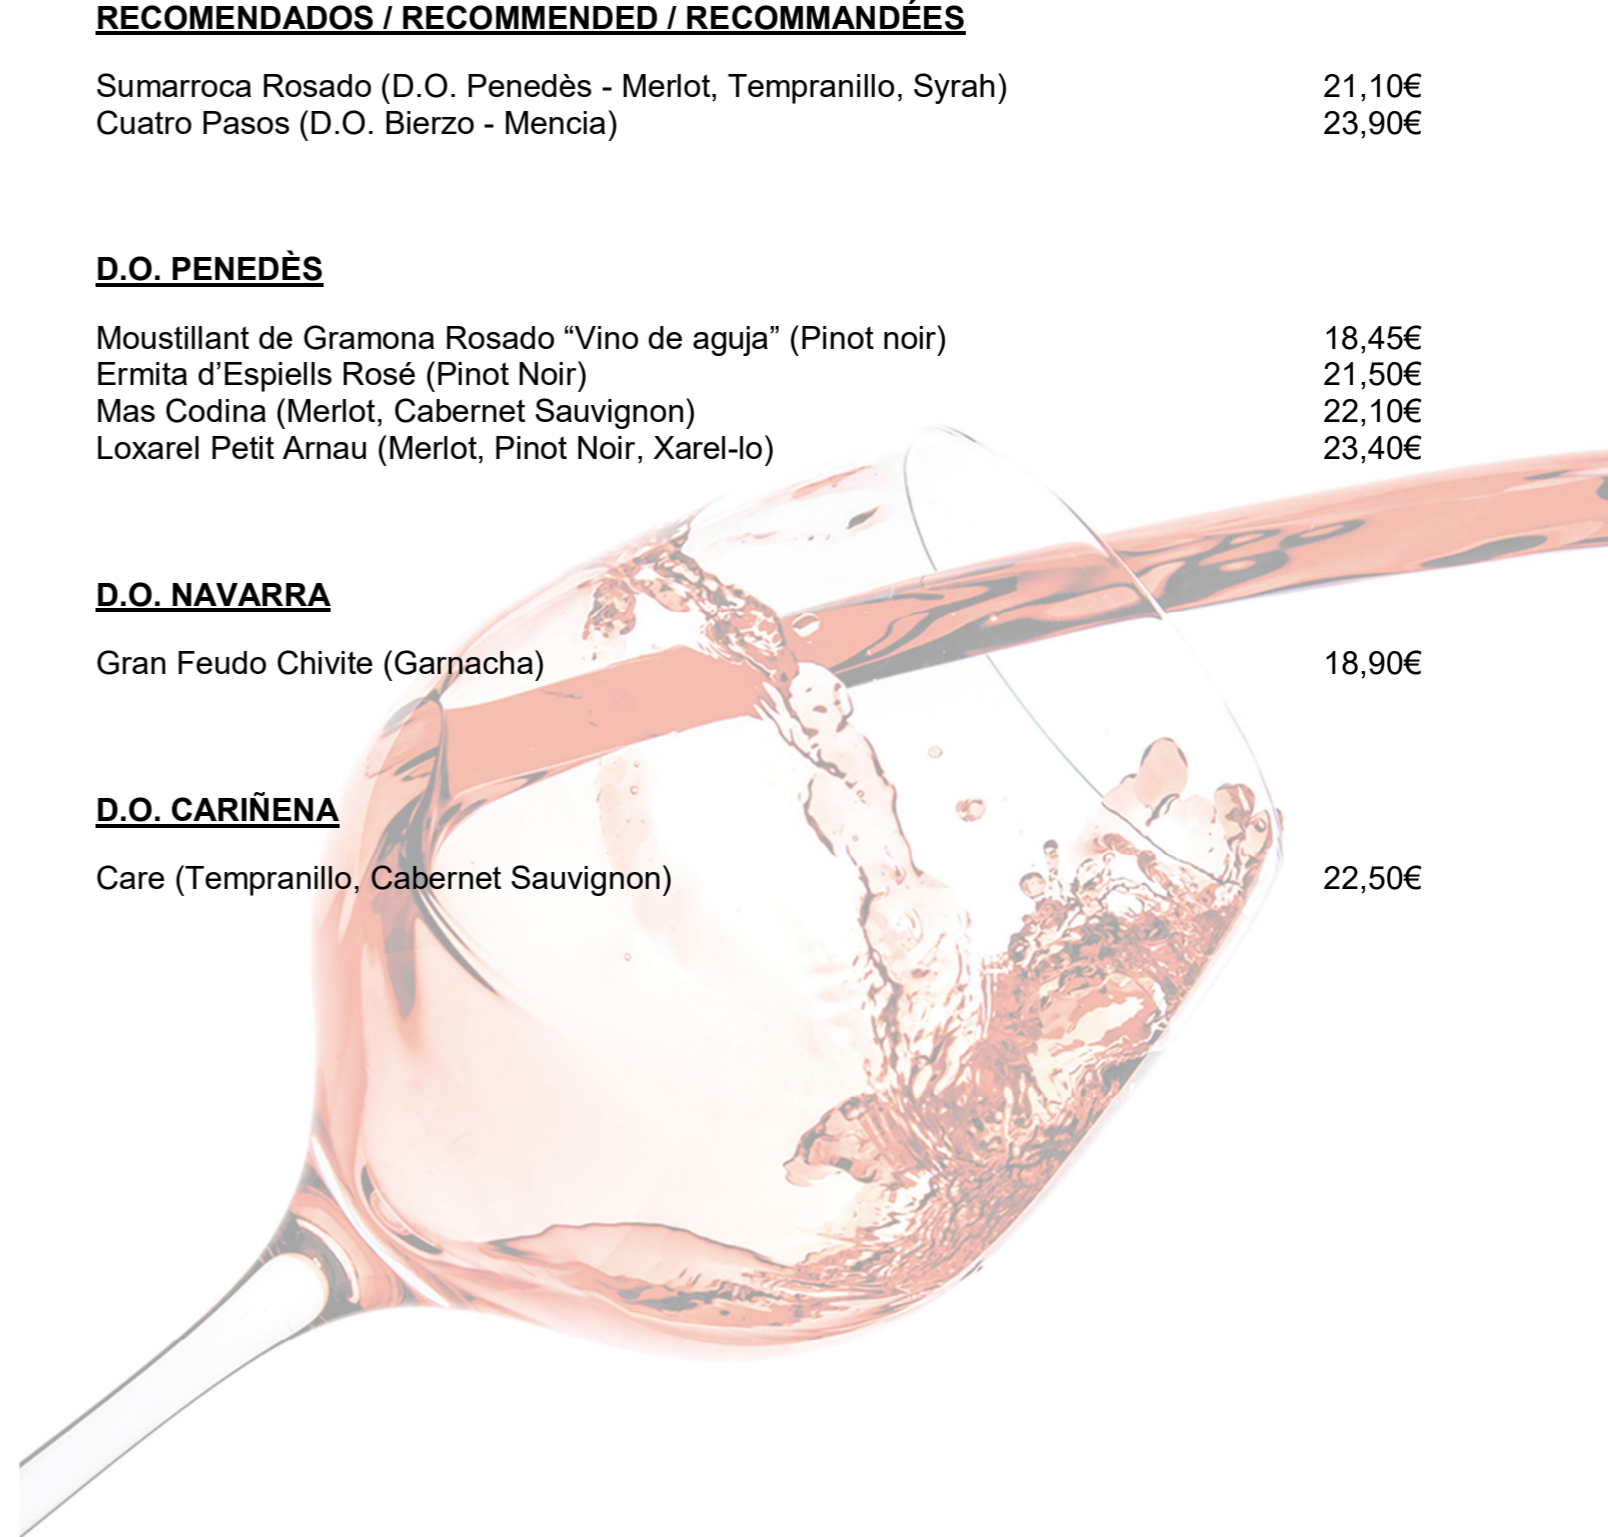 RECOMENDADOS / RECOMMENDED / RECOMMANDÉES
Sumarroca Rosado (D.O. Penedès - Merlot, Tempranillo, Syrah) 21,10€
Cuatro Pasos (D.O. Bierzo - Mencia) 23,90€
D.O. PENEDÈS
Moustillant de Gramona Rosado “Vino de aguja” (Pinot noir) 18,45€
Ermita d’Espiells Rosé (Pinot Noir) 21,50€
Mas Codina (Merlot, Cabernet Sauvignon) 22,10€
Loxarel Petit Arnau (Merlot, Pinot Noir, Xarel-lo) 23,40€
D.O. NAVARRA
Gran Feudo Chivite (Garnacha) 18,90€
D.O. CARIÑENA
Care (Tempranillo, Cabernet Sauvignon) 22,50€